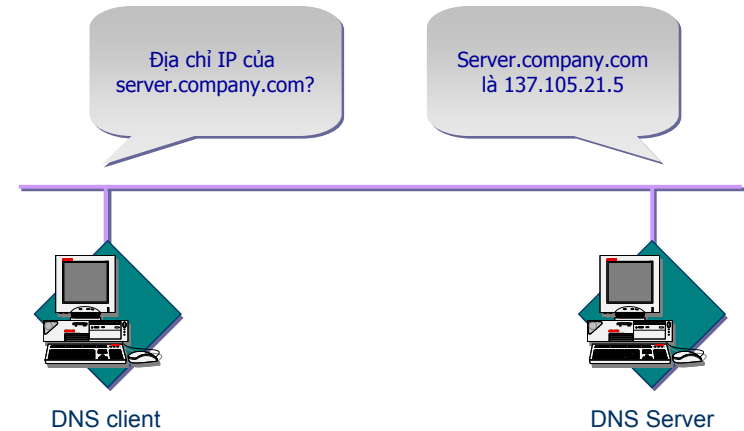 Địa chỉ IP của
server.company.com?
Server.company.com
là 137.105.21.5
DNS client
DNS Server